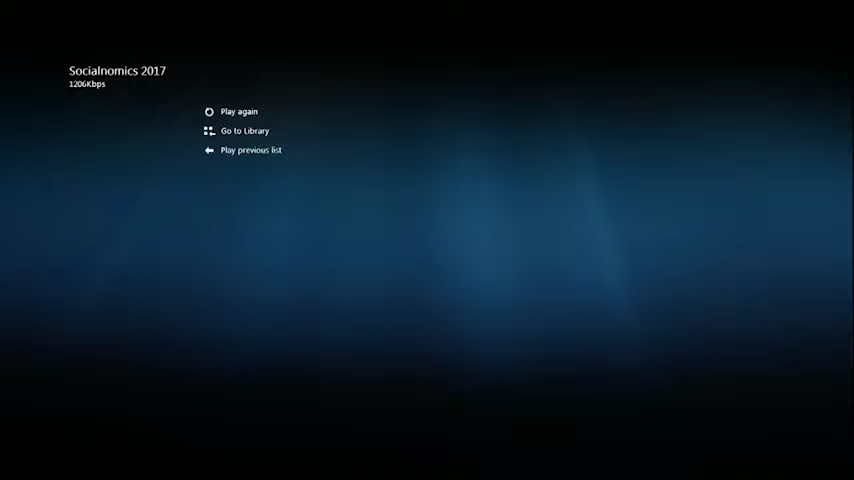 Socialnomics 2017
1206Kbps
Play again
Go to Library
Play previous list